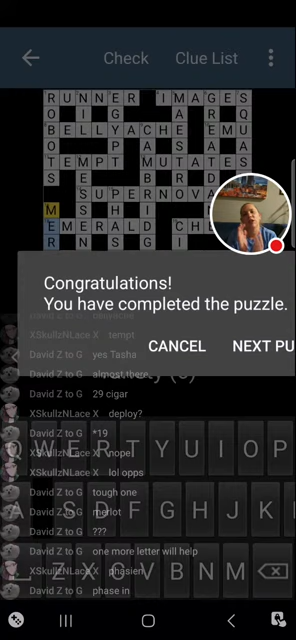 Check Clue List
RUNNER IMAGES
BELLYACHE EMU
TEMPT MUTATES
SUPERNOVA
EMERALD
Congratulations!
You have completed the puzzle.
CANCEL NEXT PU
XSkullzNLace X tempt
David Z to G yes Tasha
David Z to G almost there
David Z to G 29 cigar
XSkullzNLace X deploy?
David Z to G *19
XSkullzNLace X nope
XSkullzNLace X lol opps
David Z to G tough one
David Z to G merlot
David Z to G ???
David Z to G one more letter will help
XSkullzNLace X phasien
David Z to G phase in
Q W E R T Y U I O P
A S D F G H J K
Z X C V B N M